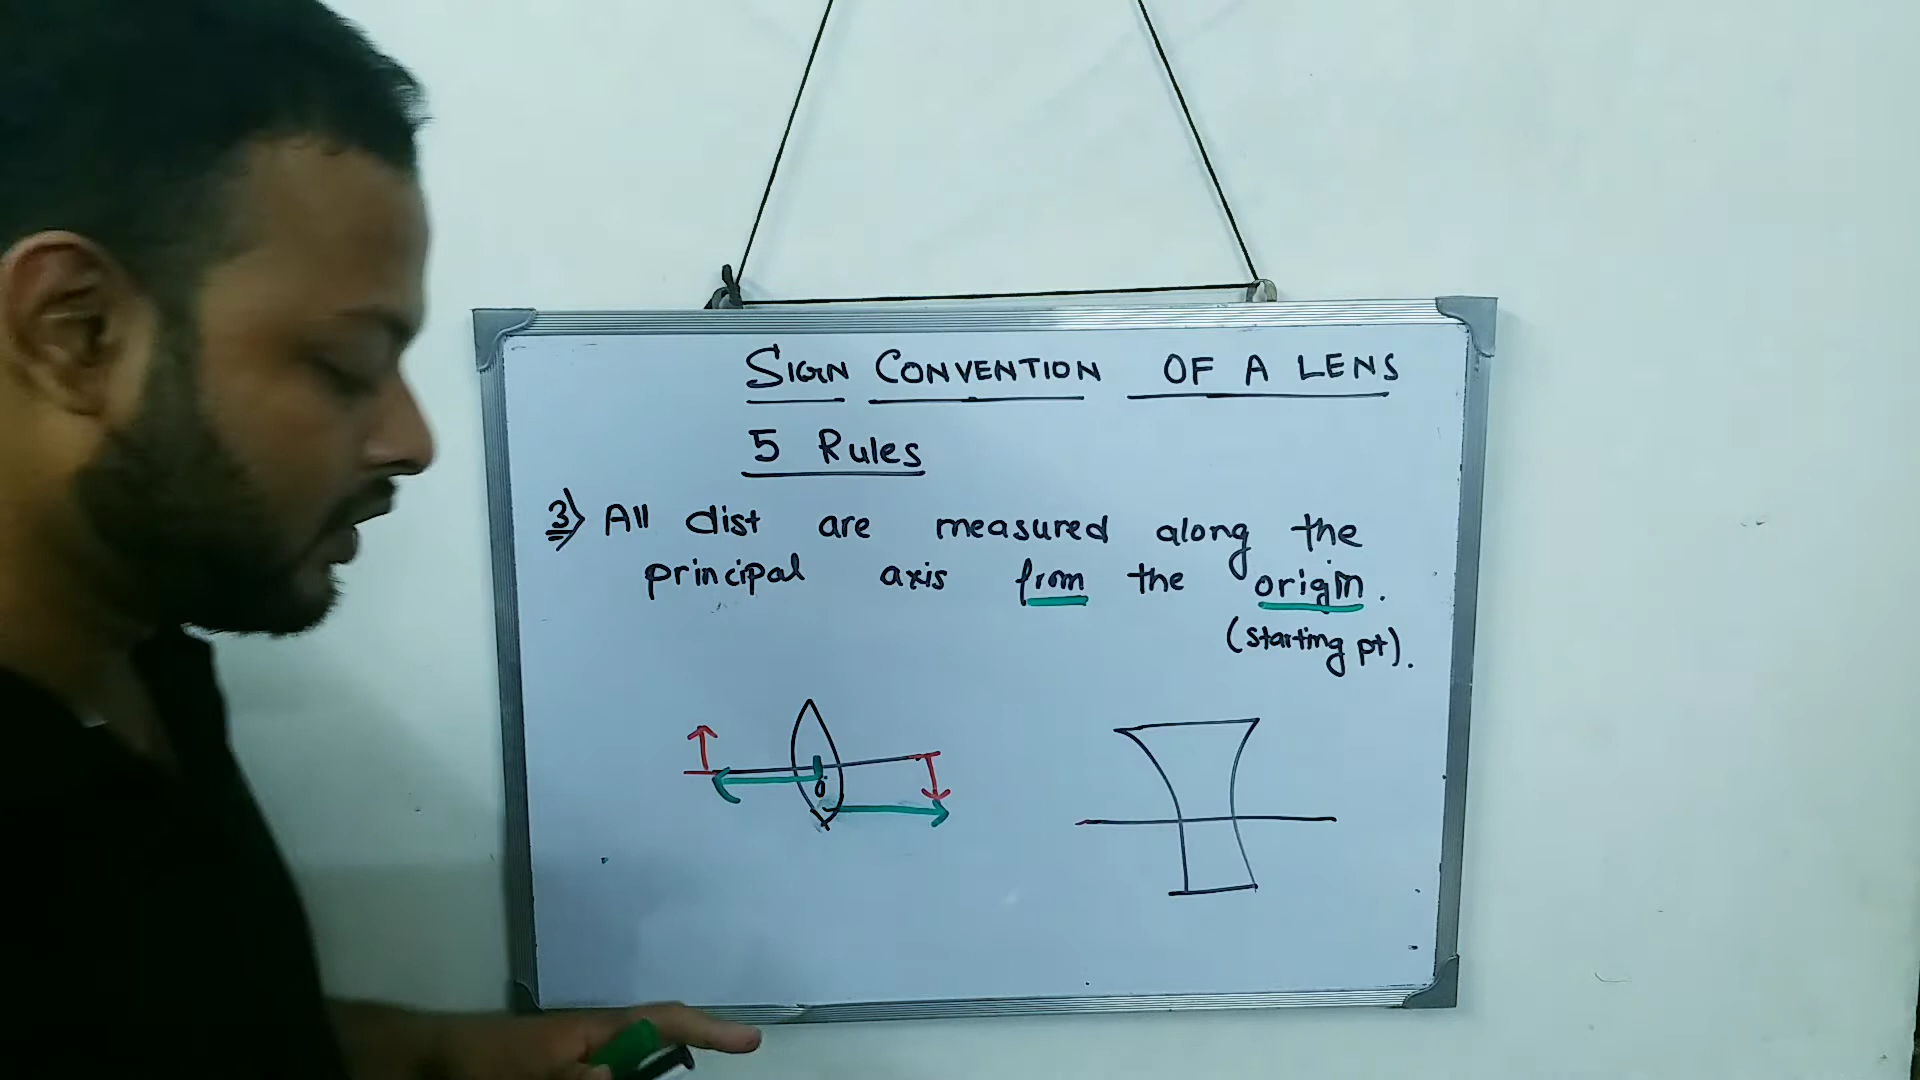 SIGN CONVENTION OF A LENS
5 Rules
3) All dist are measured along the
principal axis from the origin.
(starting pt).
O